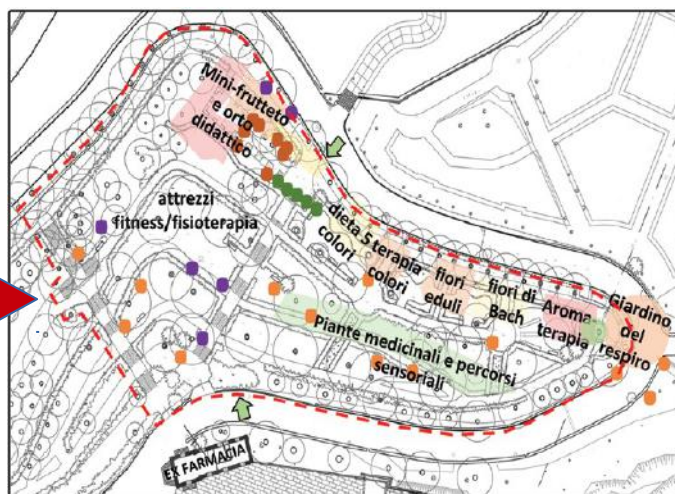 Mini-frutteto
e orto
didattico
attrezzi
fitness/fisioterapia
dieta 5
colori
terapia
colori
fiori
eduli
fiori di
Bach
Aroma
terapia
Giardino
del
respiro
Piante medicinali e percorsi
sensoriali
EX FARMACIA